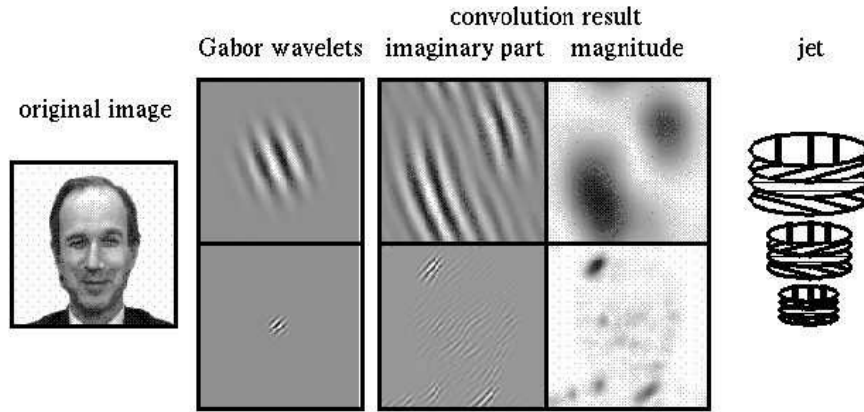 convolution result
Gabor wavelets imaginary part magnitude jet
original image